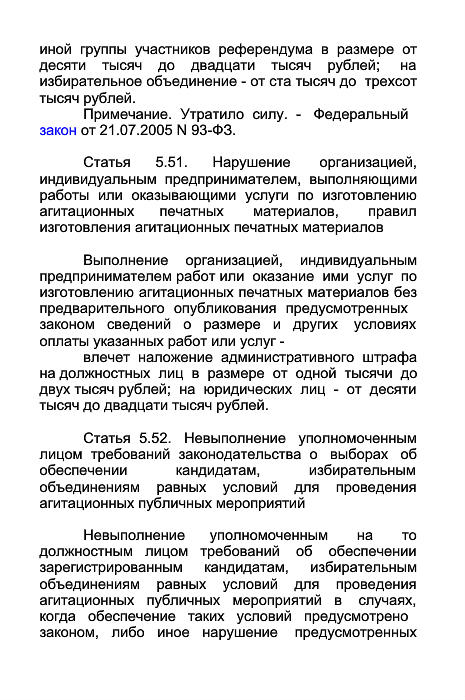 иной группы участников референдума в размере от
десяти тысяч до двадцати тысяч рублей; на
избирательное объединение - от ста тысяч до трехсот
тысяч рублей.
Примечание. Утратило силу. - Федеральный
закон от 21.07.2005 N 93-ФЗ.
Статья 5.51. Нарушение организацией,
индивидуальным предпринимателем, выполняющими
работы или оказывающими услуги по изготовлению
агитационных печатных материалов, правил
изготовления агитационных печатных материалов
Выполнение организацией, индивидуальным
предпринимателем работ или оказание ими услуг по
изготовлению агитационных печатных материалов без
предварительного опубликования предусмотренных
законом сведений о размере и других условиях
оплаты указанных работ или услуг -
влечет наложение административного штрафа
на должностных лиц в размере от одной тысячи до
двух тысяч рублей; на юридических лиц - от десяти
тысяч до двадцати тысяч рублей.
Статья 5.52. Невыполнение уполномоченным
лицом требований законодательства о выборах об
обеспечении кандидатам, избирательным
объединениям равных условий для проведения
агитационных публичных мероприятий
Невыполнение уполномоченным на то
должностным лицом требований об обеспечении
зарегистрированным кандидатам, избирательным
объединениям равных условий для проведения
агитационных публичных мероприятий в случаях,
когда обеспечение таких условий предусмотрено
законом, либо иное нарушение предусмотренных